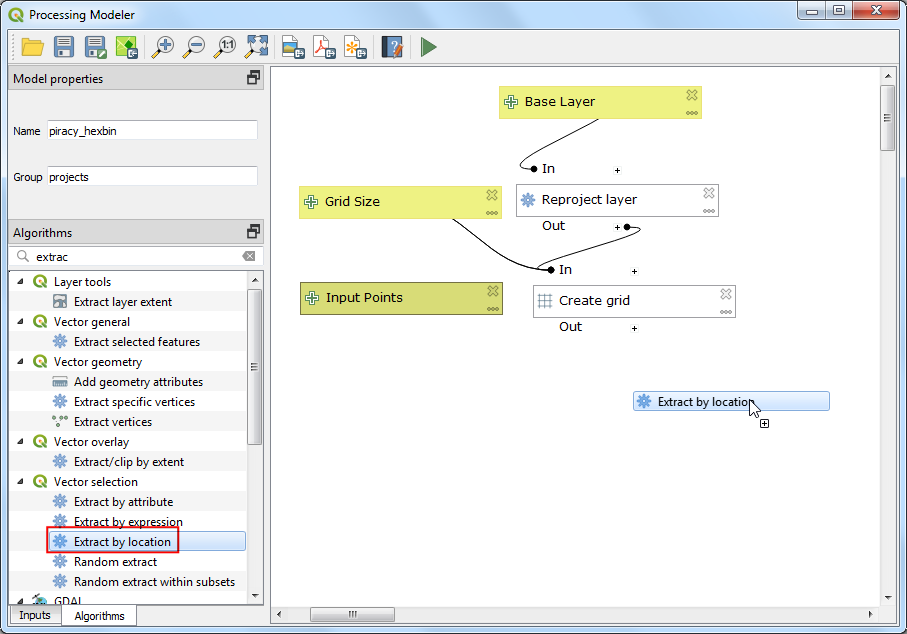 Processing Modeler
1:1
Model properties
Name piracy_hexbin
Group projects
Algorithms
extrac
Layer tools
Extract layer extent
Vector general
Extract selected features
Vector geometry
Add geometry attributes
Extract specific vertices
Extract vertices
Vector overlay
Extract/clip by extent
Vector selection
Extract by attribute
Extract by expression
Extract by location
Random extract
Random extract within subsets
GDAL
Inputs Algorithms
Base Layer
In
Grid Size
Reproject layer
Out
In
Input Points
Create grid
Out
Extract by location